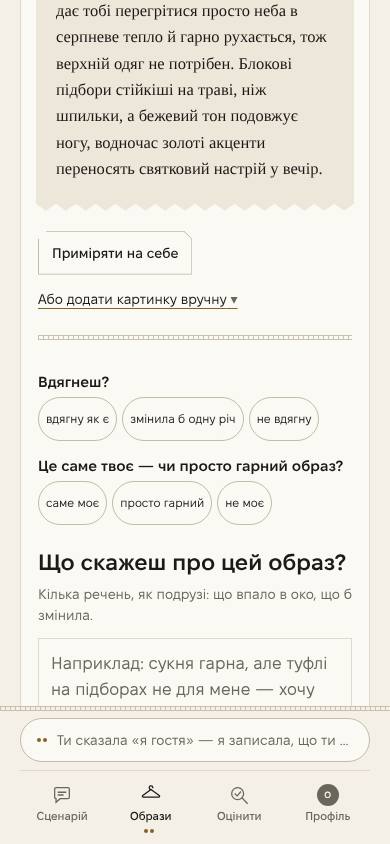 дає тобі перегрітися просто неба в
серпневе тепло й гарно рухається, тож
верхній одяг не потрібен. Блокові
підбори стійкіші на траві, ніж
шпильки, а бежевий тон подовжує
ногу, водночас золоті акценти
переносять святковий настрій у вечір.
Приміряти на себе
Або додати картинку вручну ▾
Вдягнеш?
вдягну як є
змінила б одну річ
не вдягну
Це саме твоє — чи просто гарний образ?
саме моє
просто гарний
не моє
Що скажеш про цей образ?
Кілька речень, як подрузі: що впало в око, що б
змінила.
Наприклад: сукня гарна, але туфлі
на підборах не для мене — хочу
Ти сказала «я гостя» — я записала, що ти ...
Сценарій
Образи
Оцінити
О
Профіль